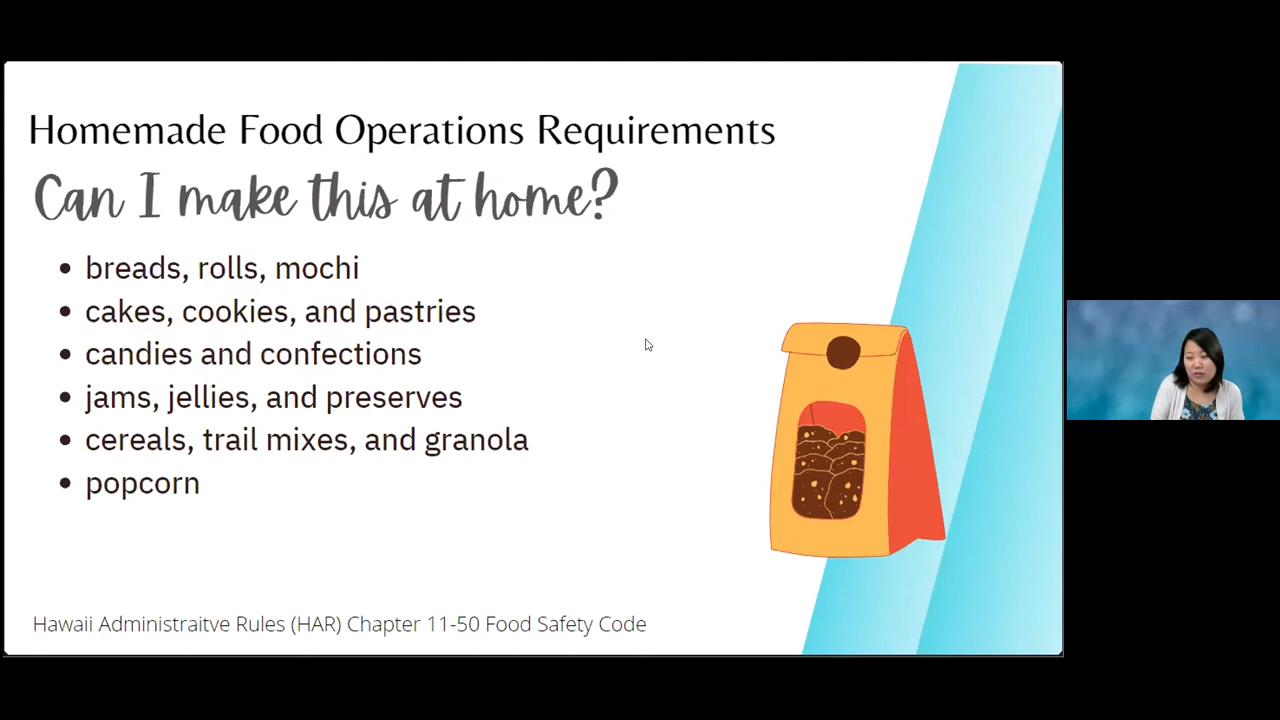 Homemade Food Operations Requirements
Can I make this at home?
• breads, rolls, mochi
• cakes, cookies, and pastries
• candies and confections
• jams, jellies, and preserves
• cereals, trail mixes, and granola
• popcorn
Hawaii Administraitve Rules (HAR) Chapter 11-50 Food Safety Code